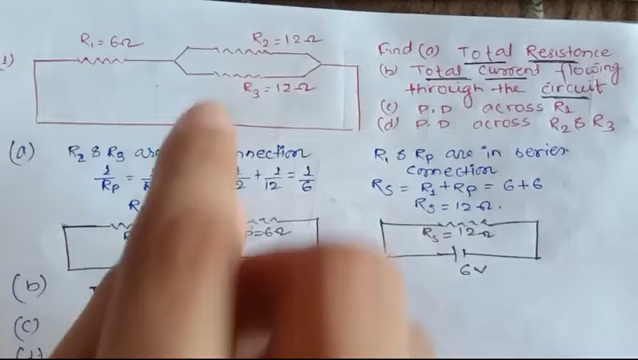 1)
R₁ = 6Ω
R₂ = 12Ω
R₃ = 12Ω
Find (a) Total Resistance
(b) Total Current flowing
through the circuit
(c) P.D across R₁
(d) P.D across R₂ & R₃
(a) R₂ & R₃ are connection
1/Rp = + 1/12 = 1/6
R
=6Ω
R₁ & Rp are in series
connection
Rs = R₁ + Rp = 6+6
Rs = 12Ω.
Rs = 12Ω
6V
(b)
(c)
(d)